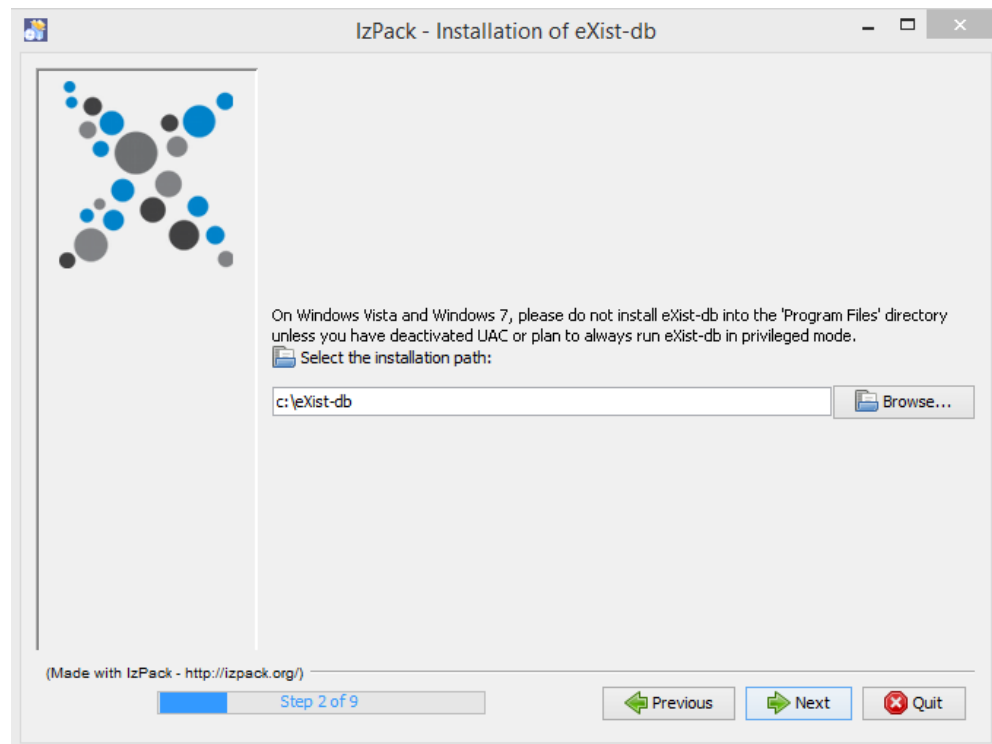 IzPack - Installation of eXist-db
On Windows Vista and Windows 7, please do not install eXist-db into the 'Program Files' directory
unless you have deactivated UAC or plan to always run eXist-db in privileged mode.
Select the installation path:
c:\eXist-db
Browse...
(Made with IzPack - http://izpack.org/)
Step 2 of 9
Previous
Next
Quit